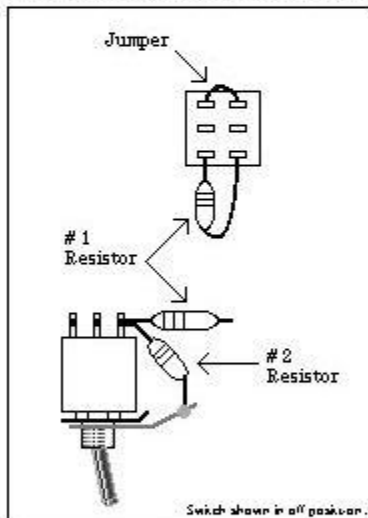 Jumper
#1
Resistor
#2
Resistor
Switch shown in off position.